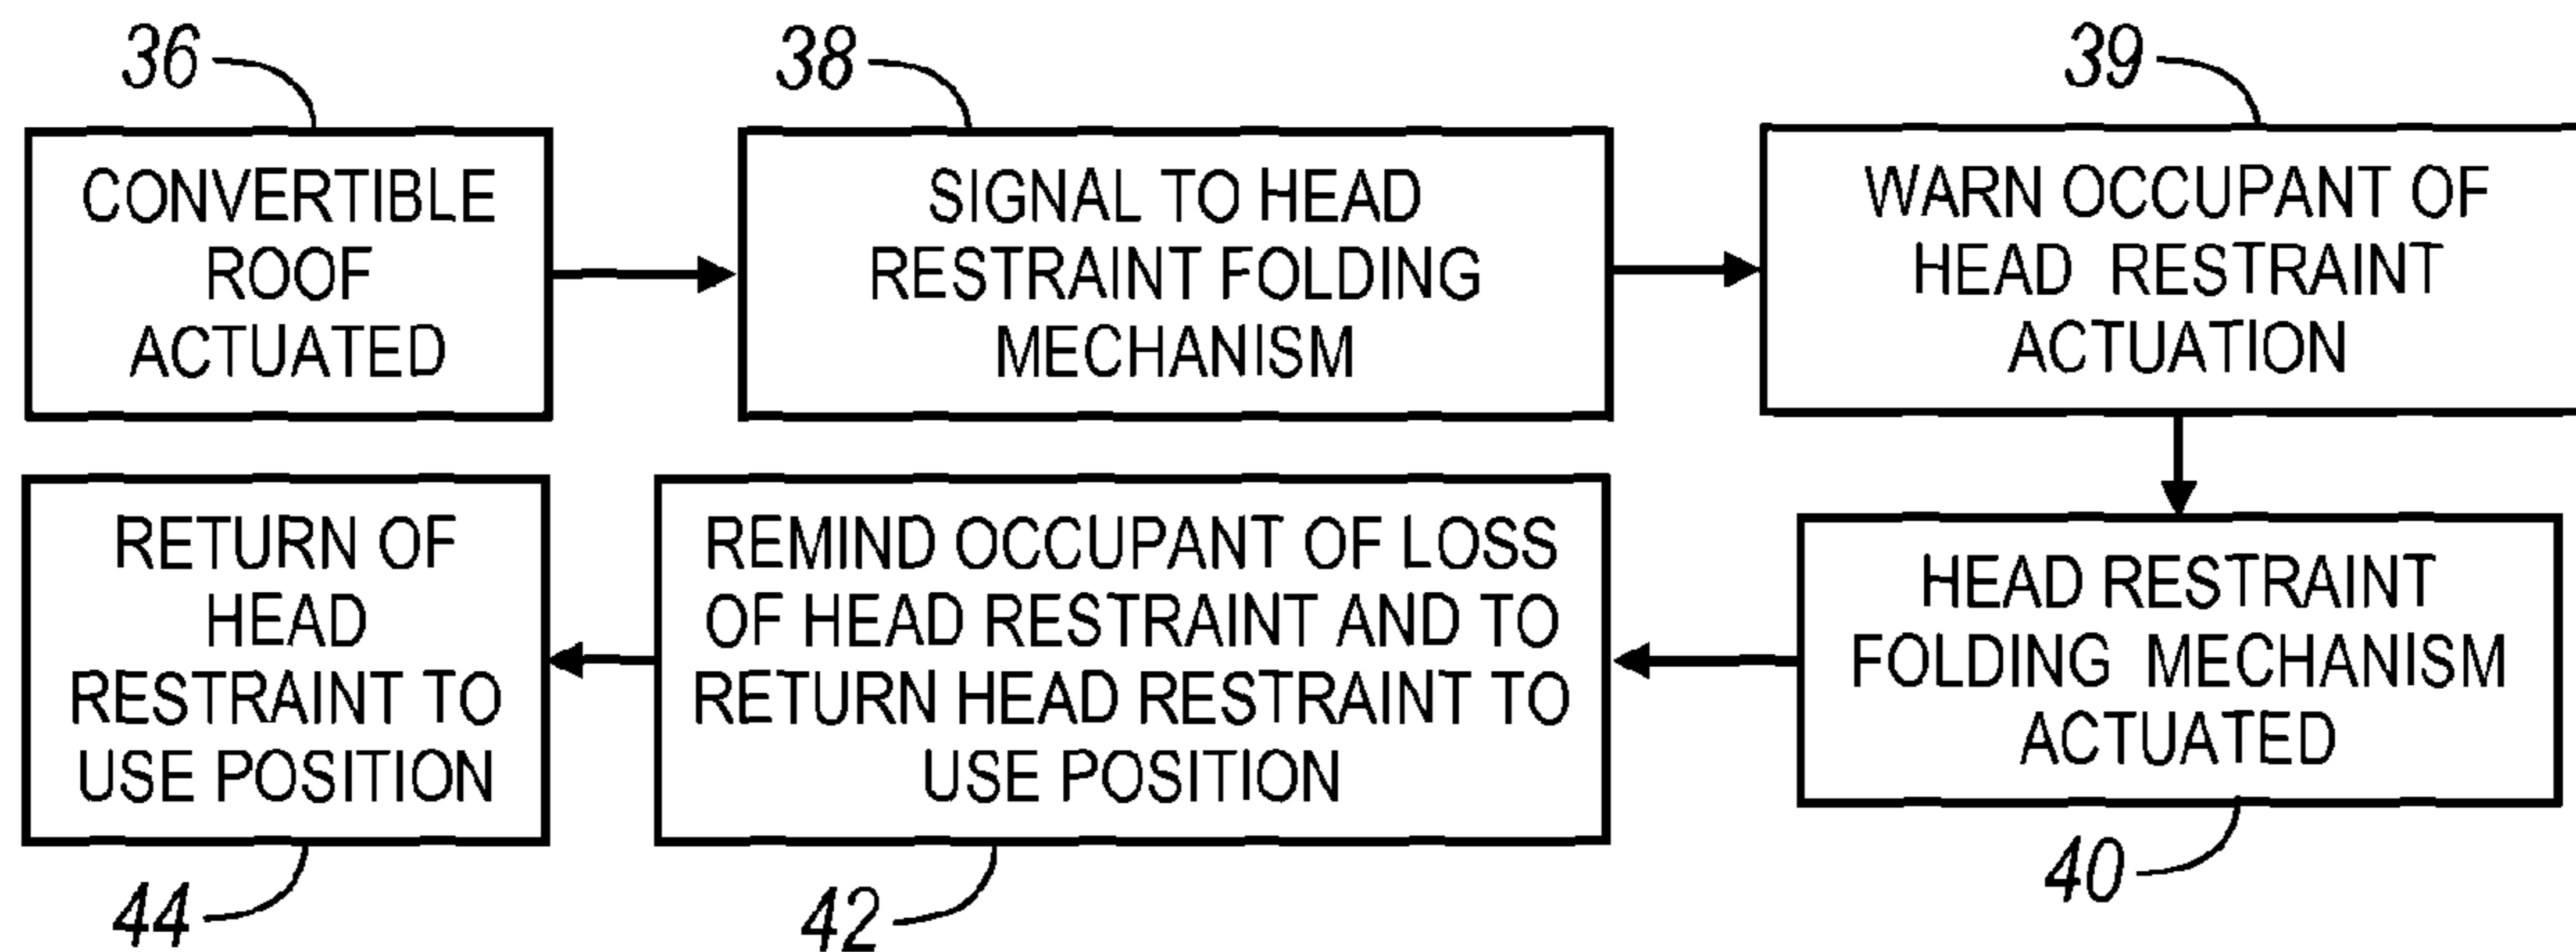 36
CONVERTIBLE
ROOF
ACTUATED
38
SIGNAL TO HEAD
RESTRAINT FOLDING
MECHANISM
39
WARN OCCUPANT OF
HEAD RESTRAINT
ACTUATION
HEAD RESTRAINT
FOLDING MECHANISM
ACTUATED
40
REMIND OCCUPANT OF LOSS
OF HEAD RESTRAINT AND TO
RETURN HEAD RESTRAINT TO
USE POSITION
42
RETURN OF
HEAD
RESTRAINT TO
USE POSITION
44